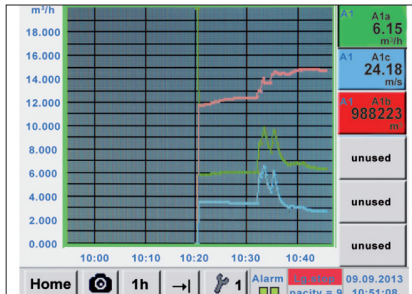 m³/h
18.000
16.000
14.000
12.000
10.000
8.000
6.000
4.000
2.000
0.000
10:00 10:10 10:20 10:30 10:40
A1 A1a
6.15
m³/h
A1 A1c
24.18
m/s
A1 A1b
988223
m
unused
unused
unused
Home 1h 1 Alarm
pacity = 9
09.09.2013
10:51:08